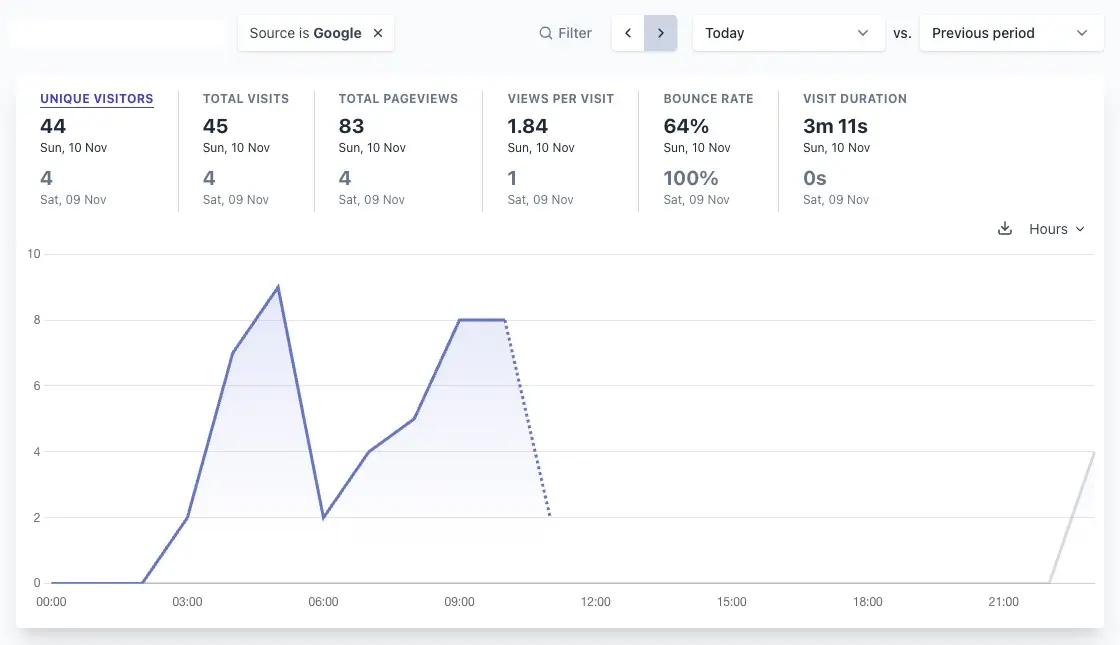 Source is Google ✕ Filter < > Today vs. Previous period
UNIQUE VISITORS TOTAL VISITS TOTAL PAGEVIEWS VIEWS PER VISIT BOUNCE RATE VISIT DURATION
44 45 83 1.84 64% 3m 11s
Sun, 10 Nov Sun, 10 Nov Sun, 10 Nov Sun, 10 Nov Sun, 10 Nov Sun, 10 Nov
4 4 4 1 100% 0s
Sat, 09 Nov Sat, 09 Nov Sat, 09 Nov Sat, 09 Nov Sat, 09 Nov Sat, 09 Nov
Hours
10
8
6
4
2
0
00:00 03:00 06:00 09:00 12:00 15:00 18:00 21:00